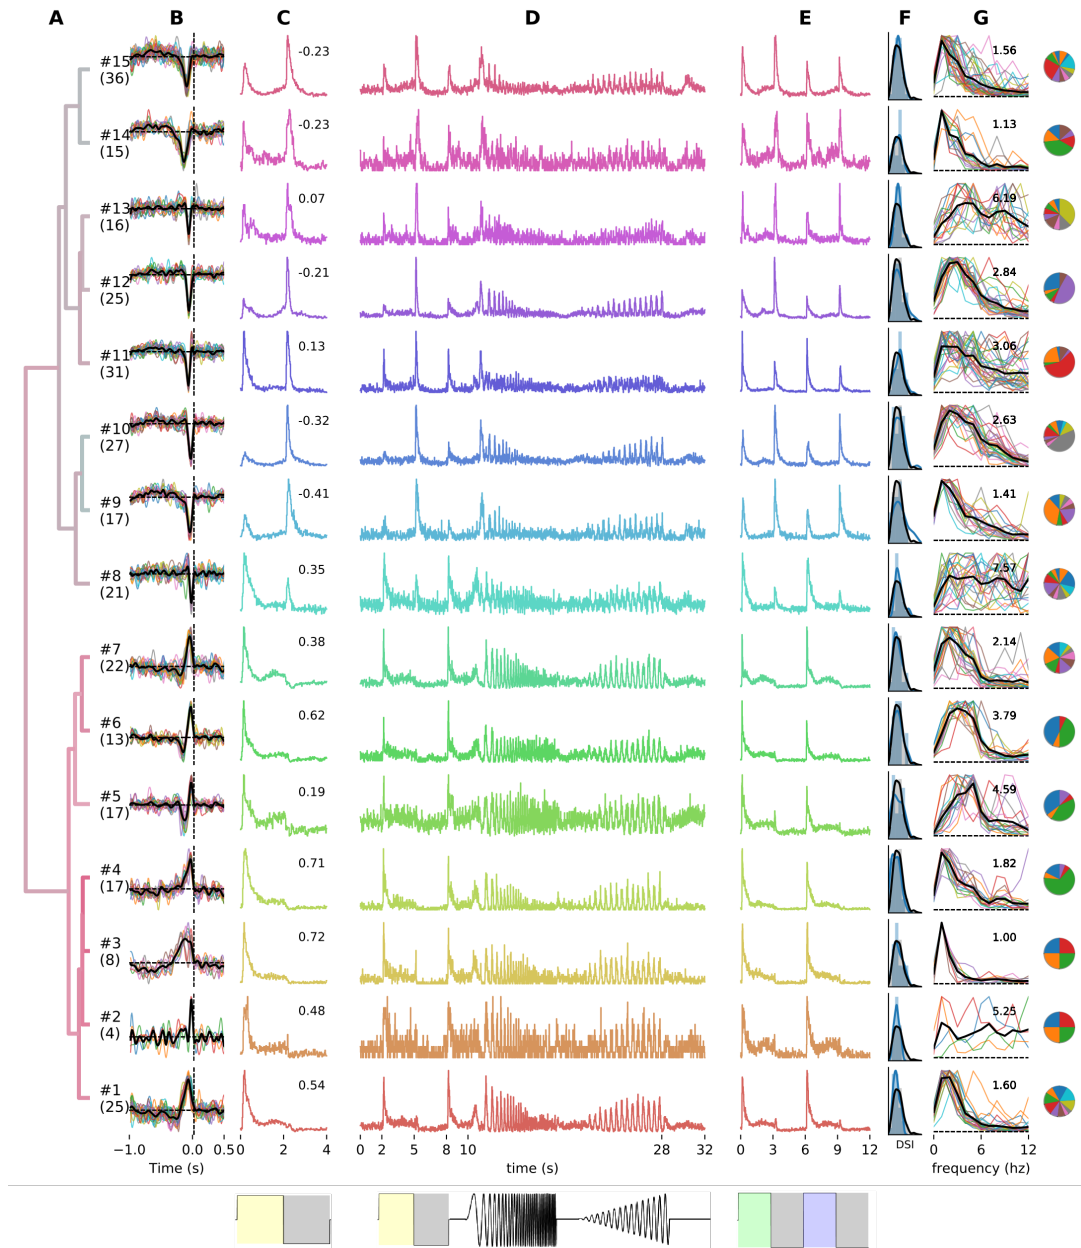 A B C D E F G
#15 (36) -0.23 1.56
#14 (15) -0.23 1.13
#13 (16) 0.07 6.19
#12 (25) -0.21 2.84
#11 (31) 0.13 3.06
#10 (27) -0.32 2.63
#9 (17) -0.41 1.41
#8 (21) 0.35 7.57
#7 (22) 0.38 2.14
#6 (13) 0.62 3.79
#5 (17) 0.19 4.59
#4 (17) 0.71 1.82
#3 (8) 0.72 1.00
#2 (4) 0.48 5.25
#1 (25) 0.54 1.60
−1.0 0.0 0.50 2 4 0 2 5 8 10 28 32 0 3 6 9 12 DSI 0 6 12
Time (s) time (s) frequency (hz)